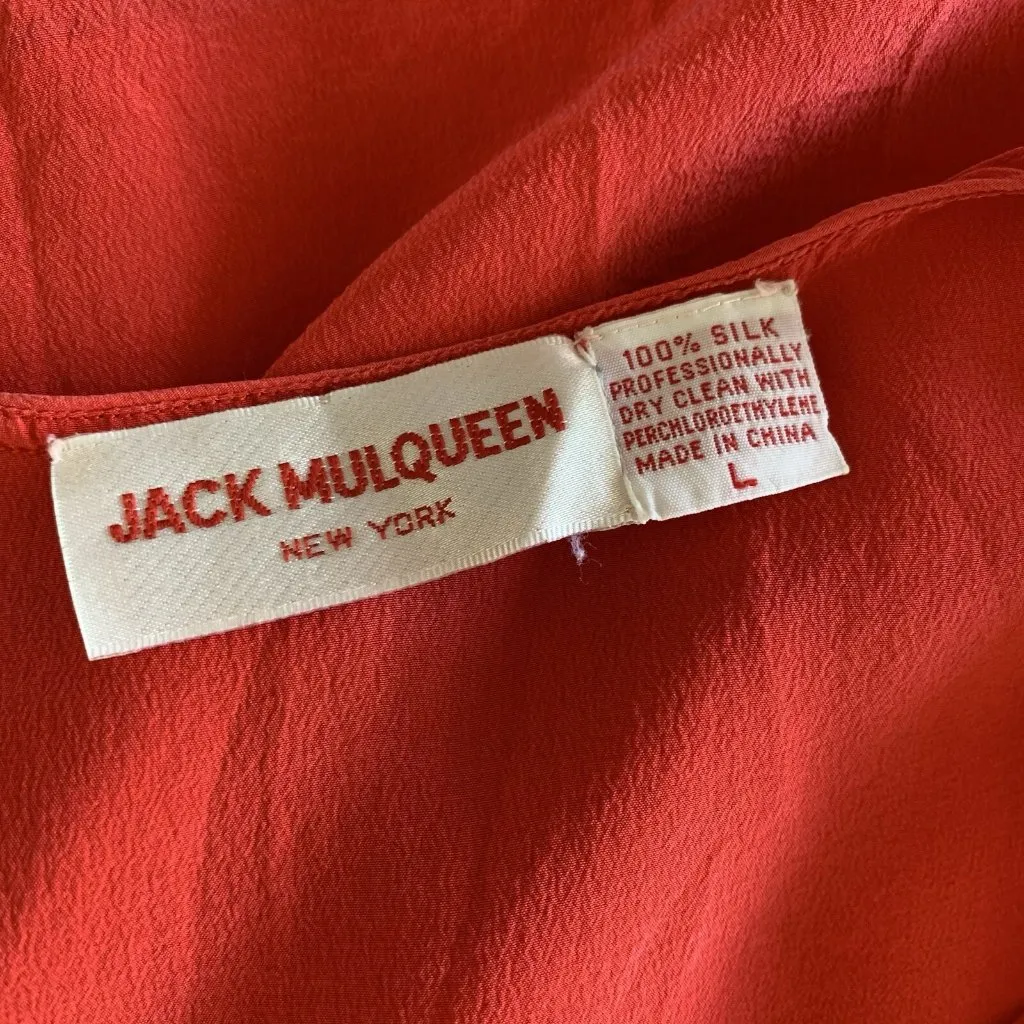 JACK MULQUEEN
NEW YORK
100% SILK
PROFESSIONALLY
DRY CLEAN WITH
PERCHLOROETHYLENE
MADE IN CHINA
L